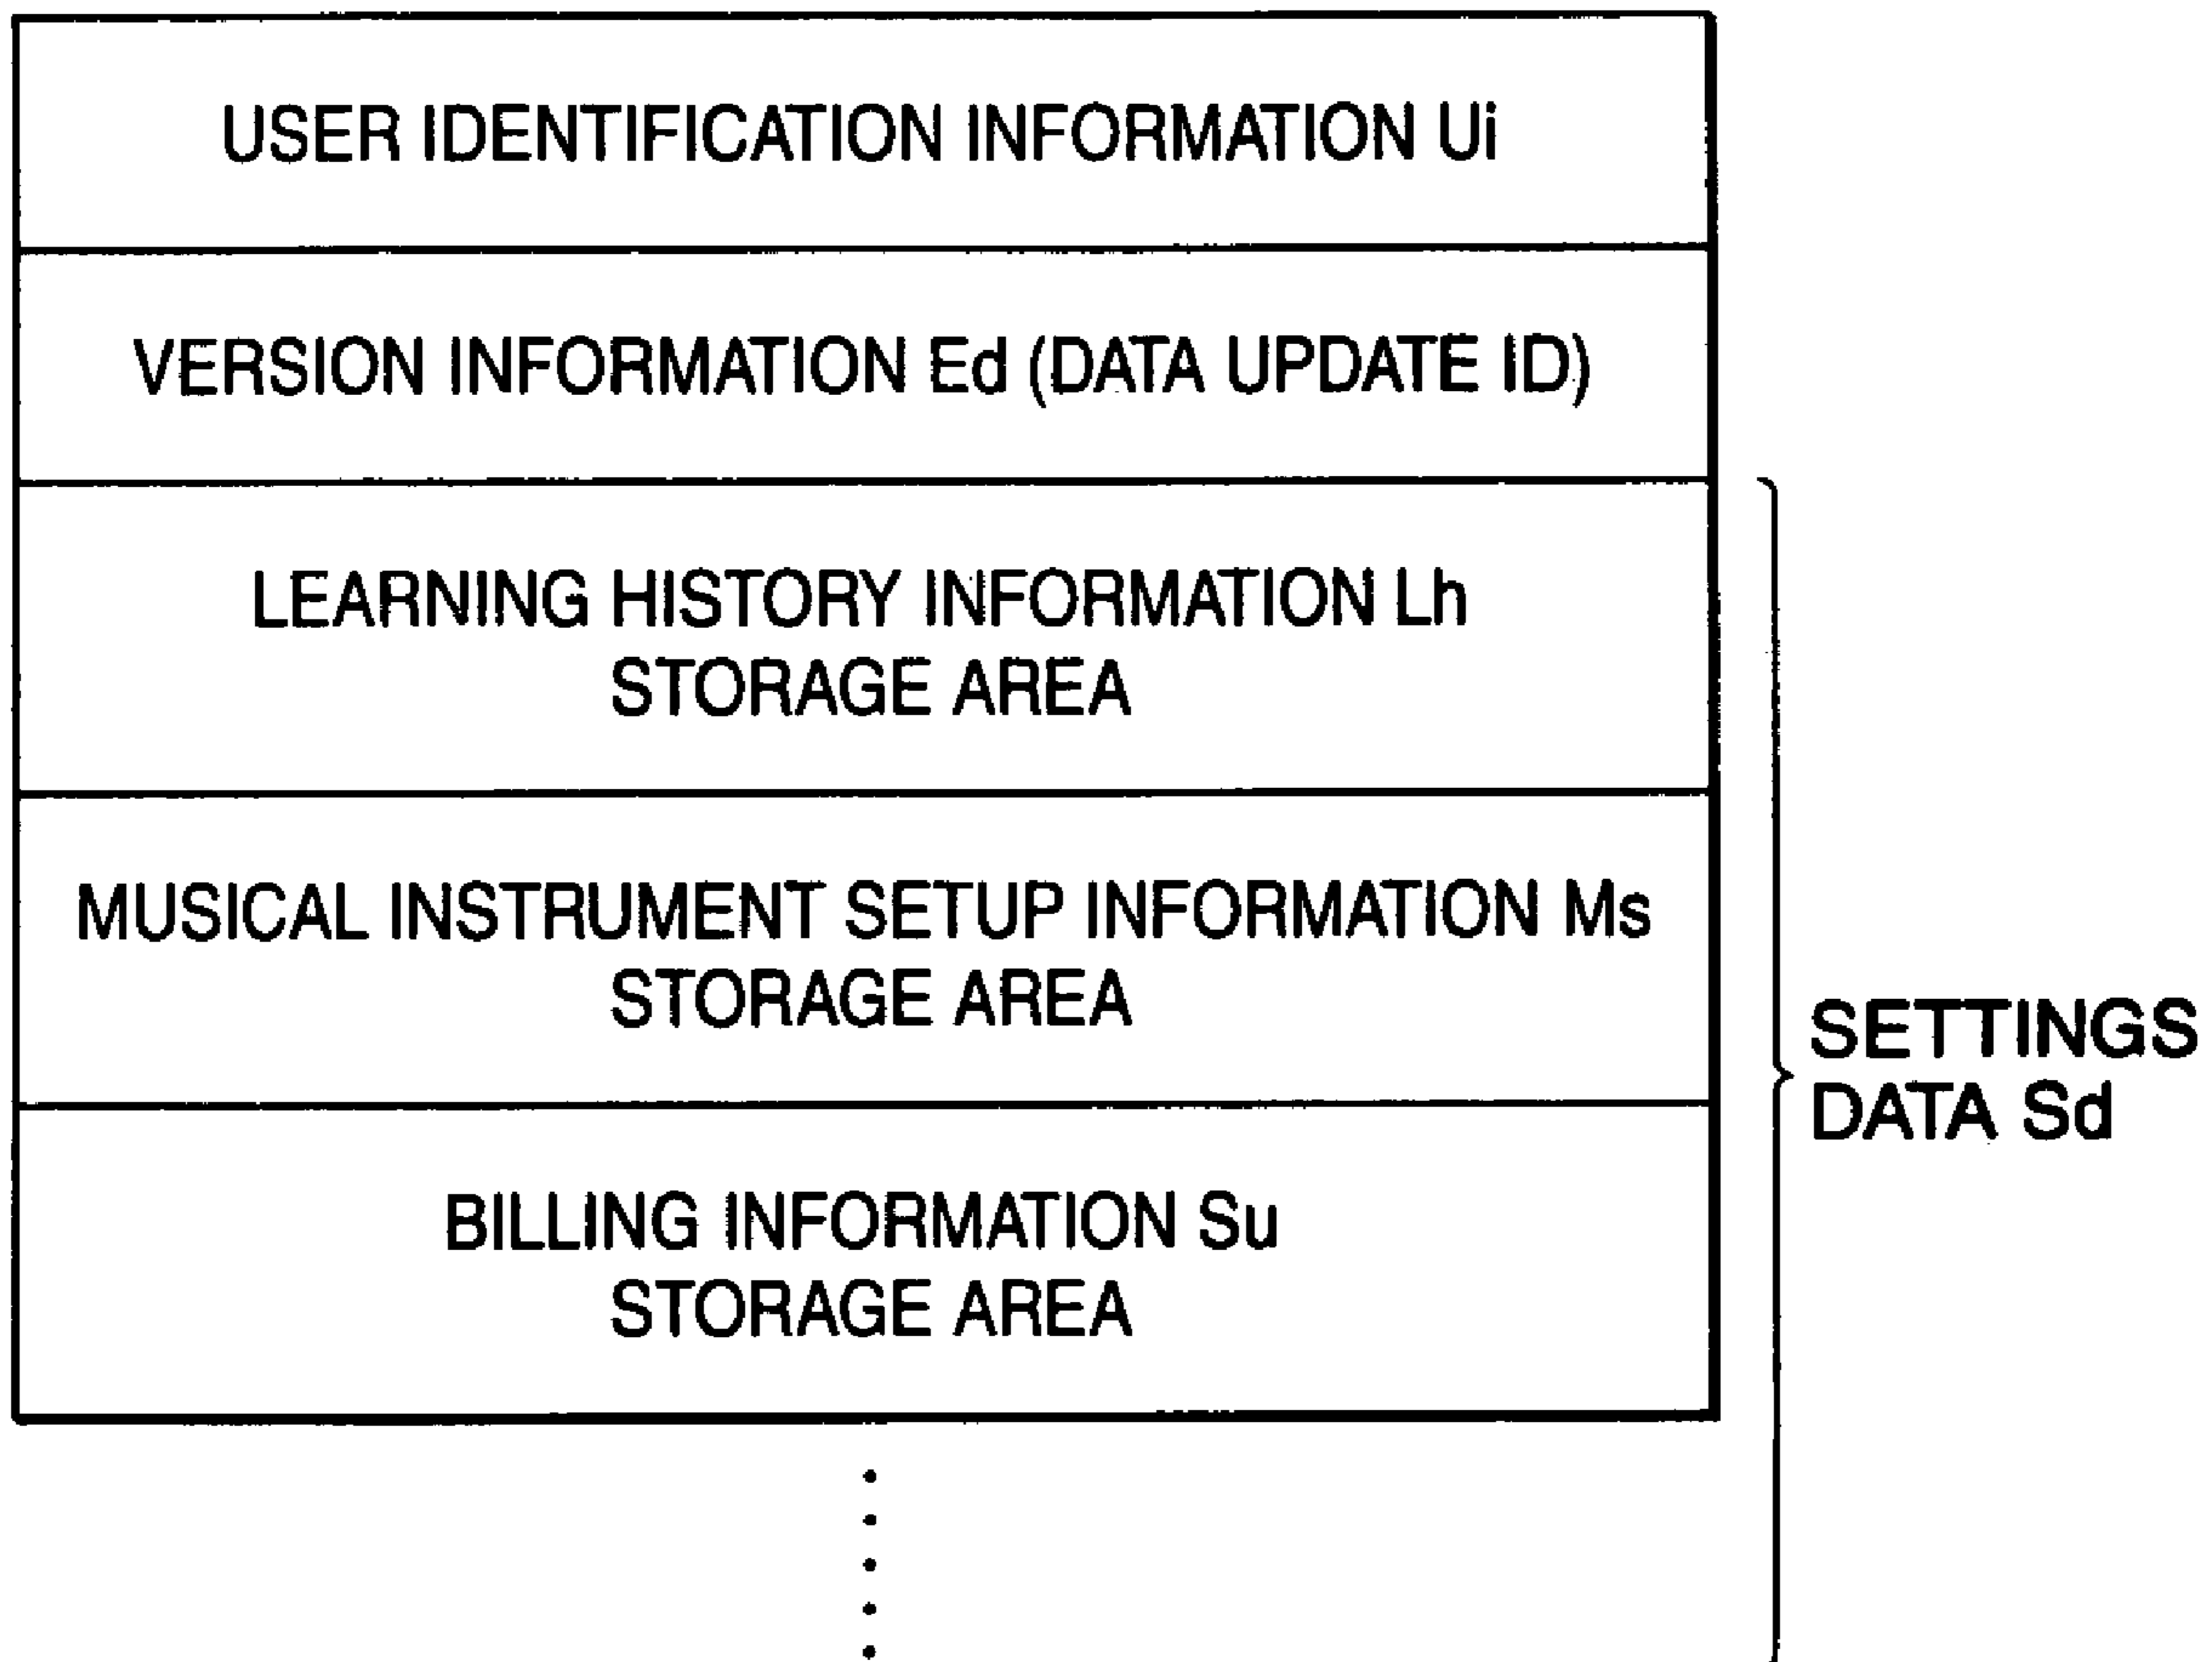 USER IDENTIFICATION INFORMATION Ui
VERSION INFORMATION Ed (DATA UPDATE ID)
LEARNING HISTORY INFORMATION Lh
STORAGE AREA
MUSICAL INSTRUMENT SETUP INFORMATION Ms
STORAGE AREA
BILLING INFORMATION Su
STORAGE AREA
SETTINGS
DATA Sd